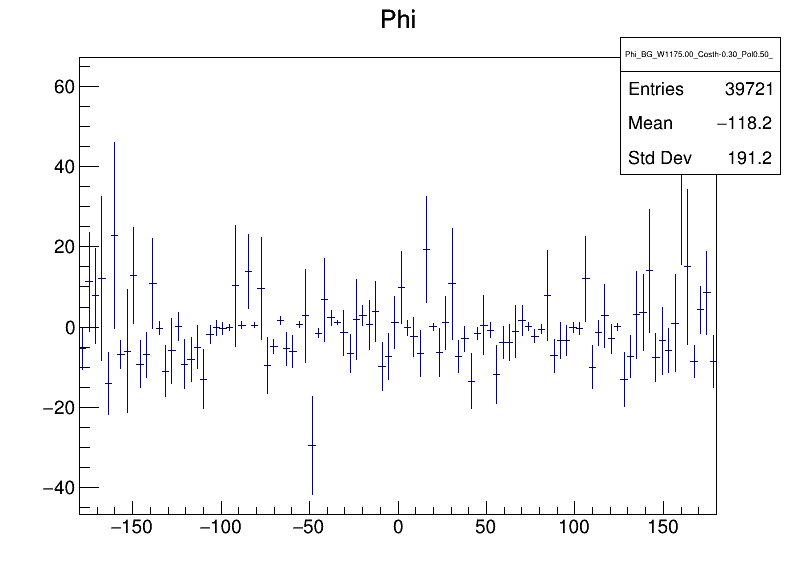 Phi
Phi_BG_W1175.00_Costh-0.30_Pol0.50_
Entries 39721
Mean −118.2
Std Dev 191.2
60
40
20
0
−20
−40
−150 −100 −50 0 50 100 150